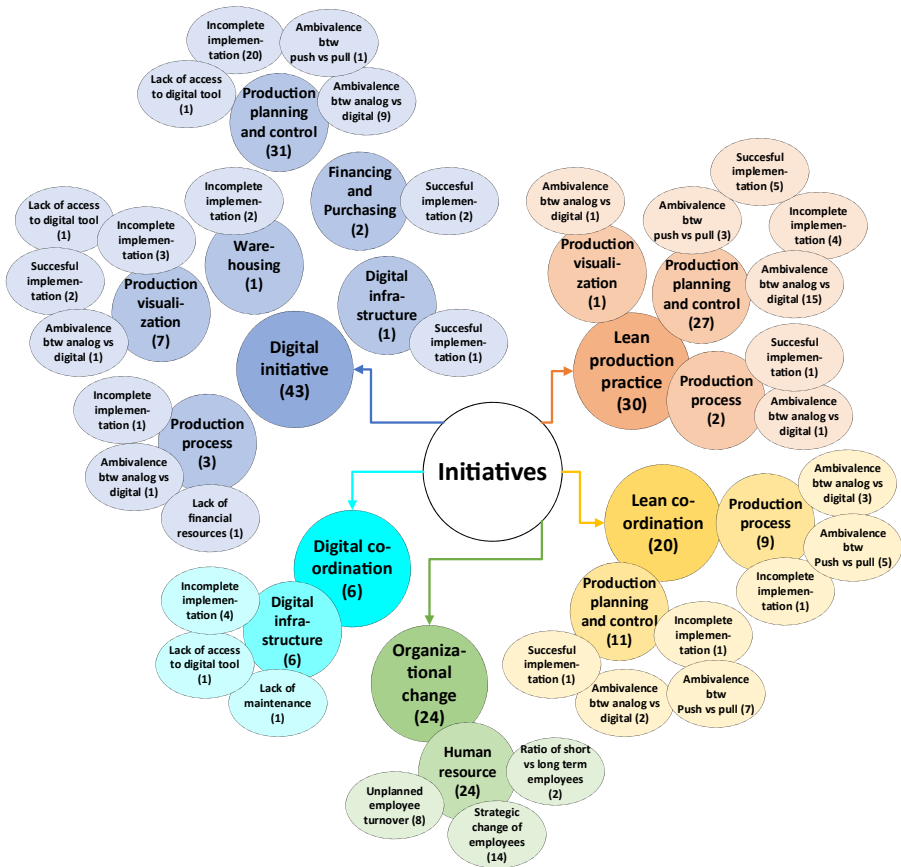 Incomplete
implemen-
tation (20)
Ambivalence
btw
push vs pull (1)
Lack of access
to digital tool
(1)
Ambivalence
btw analog vs
digital (9)
Production
planning
and control
(31)
Financing
and
Purchasing
(2)
Succesful
implemen-
tation (2)
Incomplete
implemen-
tation (2)
Ware-
housing
(1)
Lack of access
to digital tool
(1)
Incomplete
implemen-
tation (3)
Succesful
implemen-
tation (2)
Ambivalence
btw analog vs
digital (1)
Production
visuali-
zation
(7)
Digital
infra-
structure
(1)
Succesful
implemen-
tation (1)
Digital
initiative
(43)
Incomplete
implemen-
tation
(1)
Ambivalence
btw analog vs
digital (1)
Lack of
financial
resources (1)
Production
process
(3)
Initiatives
Ambivalence
btw analog vs
digital (1)
Production
visuali-
zation
(1)
Succesful
implemen-
tation (5)
Ambivalence
btw
push vs pull (3)
Incomplete
implemen-
tation (4)
Ambivalence
btw analog vs
digital (15)
Production
planning
and control
(27)
Lean
production
practice
(30)
Production
process
(2)
Succesful
implemen-
tation
(1)
Ambivalence
btw analog vs
digital (1)
Lean co-
ordination
(20)
Production
process
(9)
Ambivalence
btw analog vs
digital (3)
Ambivalence
btw
Push vs pull (5)
Incomplete
implemen-
tation (1)
Production
planning
and control
(11)
Incomplete
implemen-
tation (1)
Succesful
implemen-
tation
(1)
Ambivalence
btw analog vs
digital (2)
Ambivalence
btw
Push vs pull (7)
Digital co-
ordination
(6)
Digital
infra-
structure
(6)
Incomplete
implemen-
tation (4)
Lack of access
to digital tool
(1)
Lack of
maintenance
(1)
Organiza-
tional
change
(24)
Human
resource
(24)
Ratio of short
vs long term
employees
(2)
Unplanned
employee
turnover (8)
Strategic
change of
employees
(14)